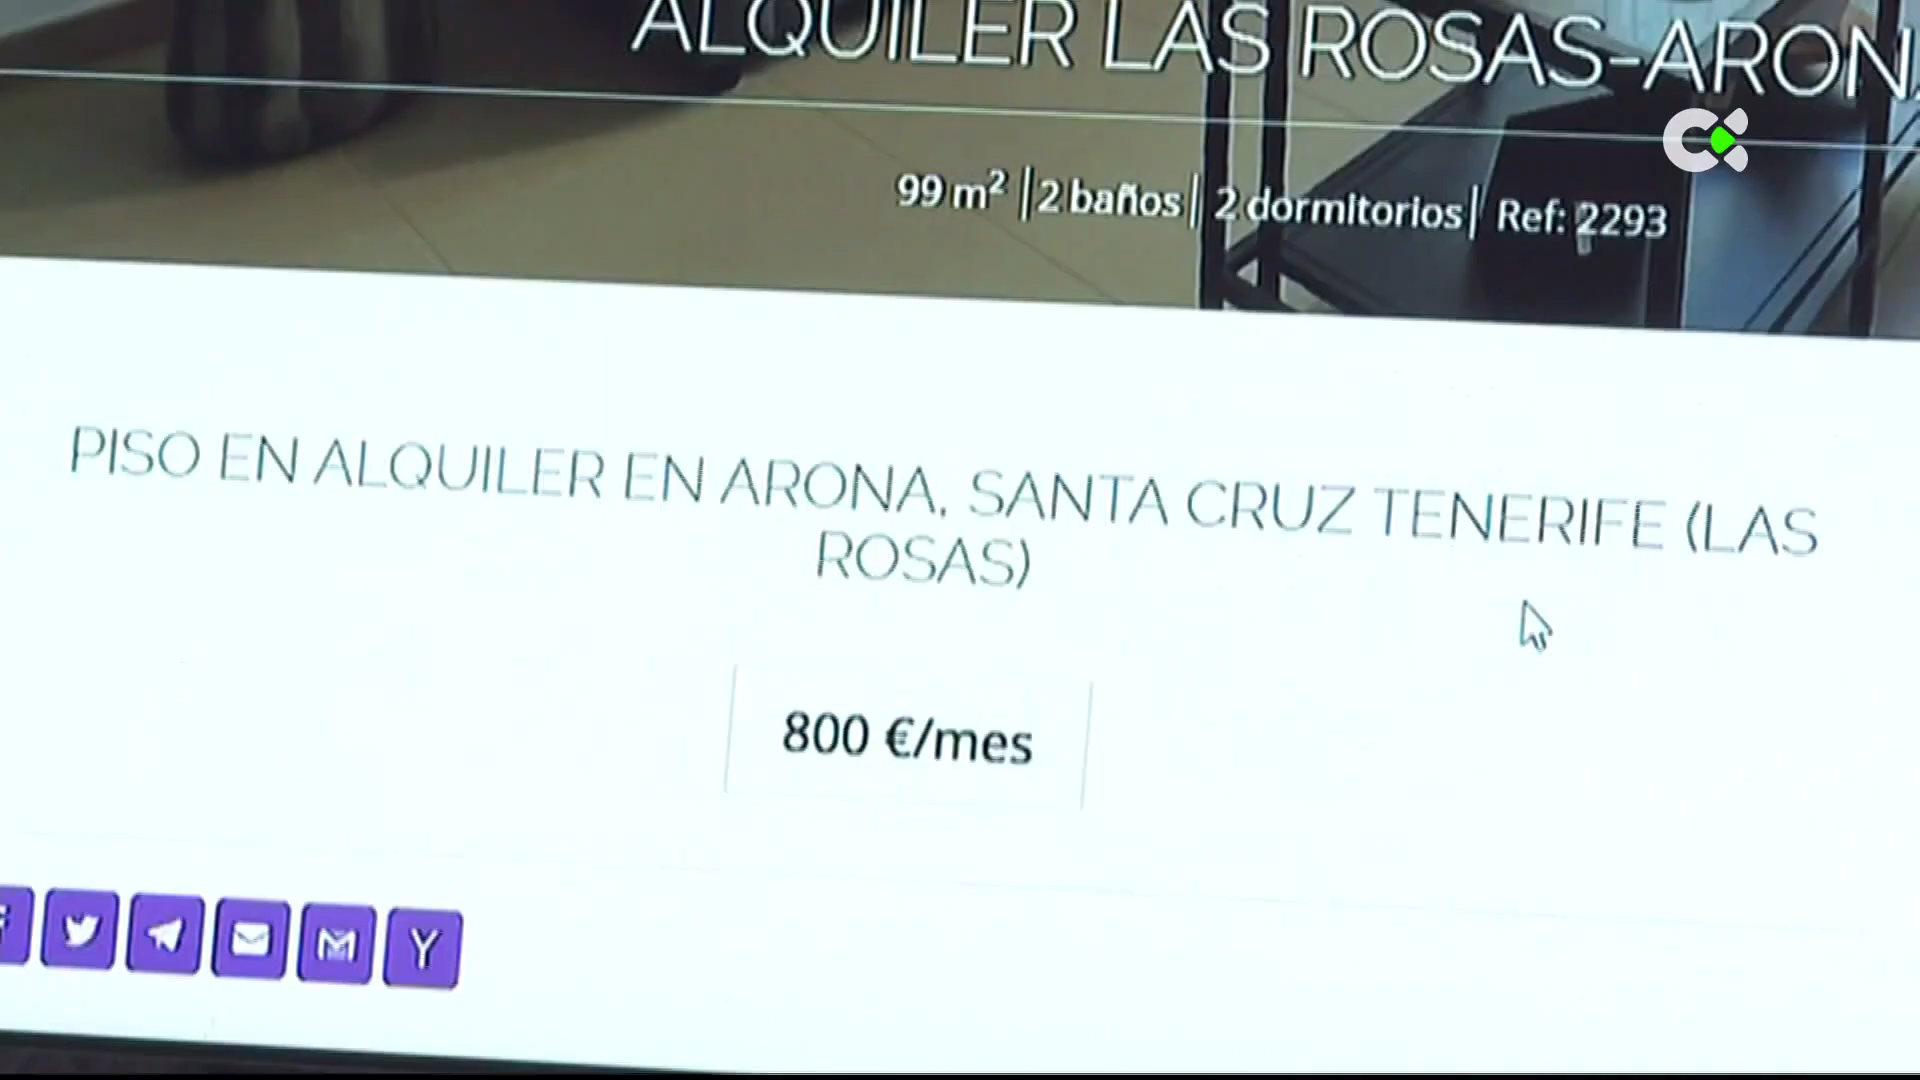 ALQUILER LAS ROSAS-ARON
99 m² | 2 baños | 2 dormitorios | Ref: 2293
PISO EN ALQUILER EN ARONA, SANTA CRUZ TENERIFE (LAS
ROSAS)
800 €/mes